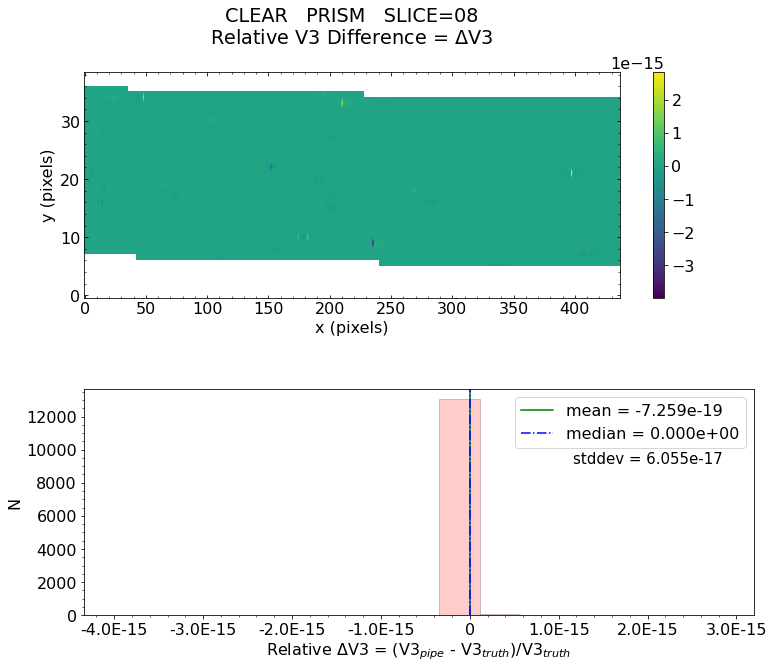 CLEAR PRISM SLICE=08
Relative V3 Difference = ΔV3
1e−15
2
1
0
−1
−2
−3
30
20
10
0
y (pixels)
0 50 100 150 200 250 300 350 400
x (pixels)
mean = -7.259e-19
median = 0.000e+00
stddev = 6.055e-17
12000
10000
8000
6000
4000
2000
0
N
-4.0E-15 -3.0E-15 -2.0E-15 -1.0E-15 0 1.0E-15 2.0E-15 3.0E-15
Relative ΔV3 = (V3pipe - V3truth)/V3truth